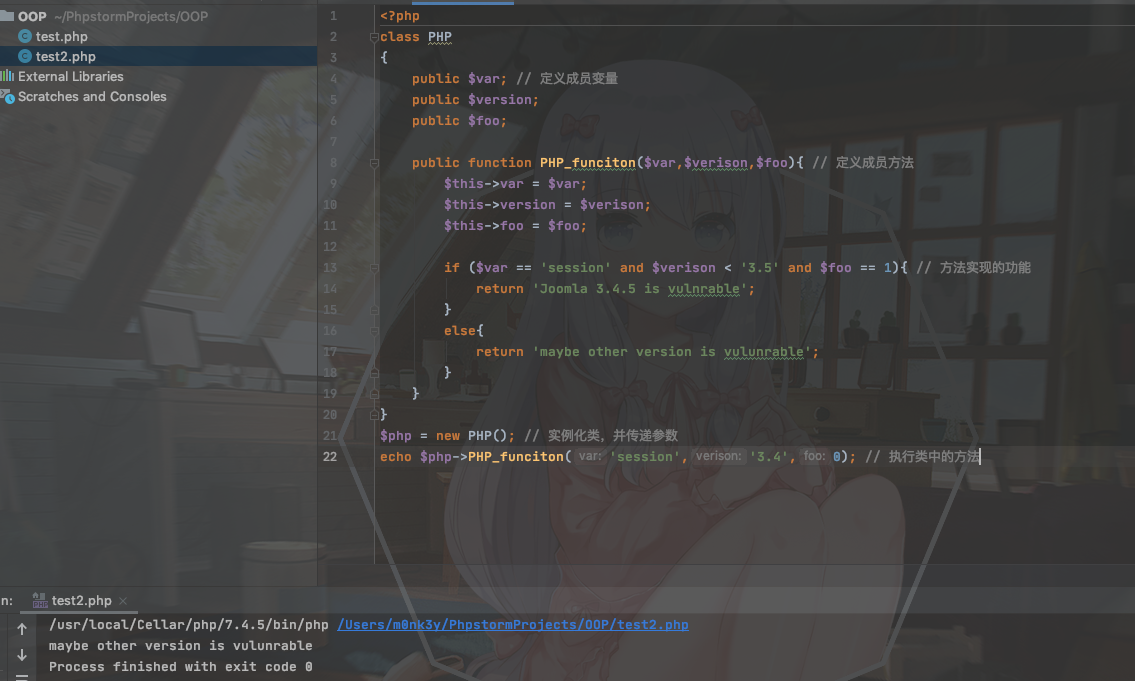 OOP ~/PhpstormProjects/OOP
test.php
test2.php
External Libraries
Scratches and Consoles
1 <?php
2 class PHP
3 {
4 public $var; // 定义成员变量
5 public $version;
6 public $foo;
7
8 public function PHP_funciton($var,$verison,$foo){ // 定义成员方法
9 $this->var = $var;
10 $this->version = $verison;
11 $this->foo = $foo;
12
13 if ($var == 'session' and $verison < '3.5' and $foo == 1){ // 方法实现的功能
14 return 'Joomla 3.4.5 is vulnrable';
15 }
16 else{
17 return 'maybe other version is vulunrable';
18 }
19 }
20 }
21 $php = new PHP(); // 实例化类，并传递参数
22 echo $php->PHP_funciton( var: 'session', verison: '3.4', foo: 0); // 执行类中的方法
n: test2.php ×
/usr/local/Cellar/php/7.4.5/bin/php /Users/m0nk3y/PhpstormProjects/OOP/test2.php
maybe other version is vulunrable
Process finished with exit code 0